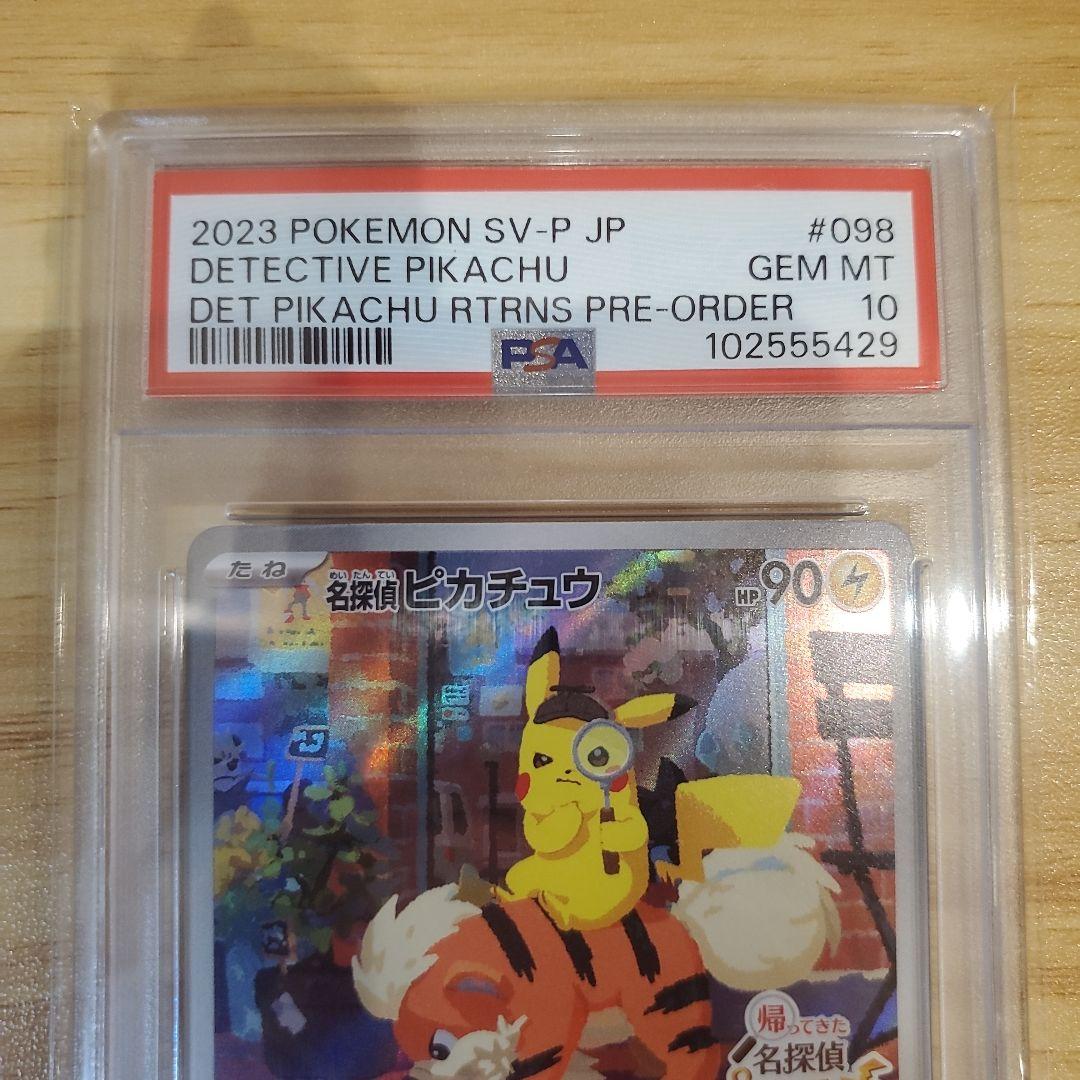 2023 POKEMON SV-P JP #098
DETECTIVE PIKACHU GEM MT
DET PIKACHU RTRNS PRE-ORDER 10
PSA 102555429
たね
めい たん てい
名探偵ピカチュウ HP90
帰ってきた
名探偵